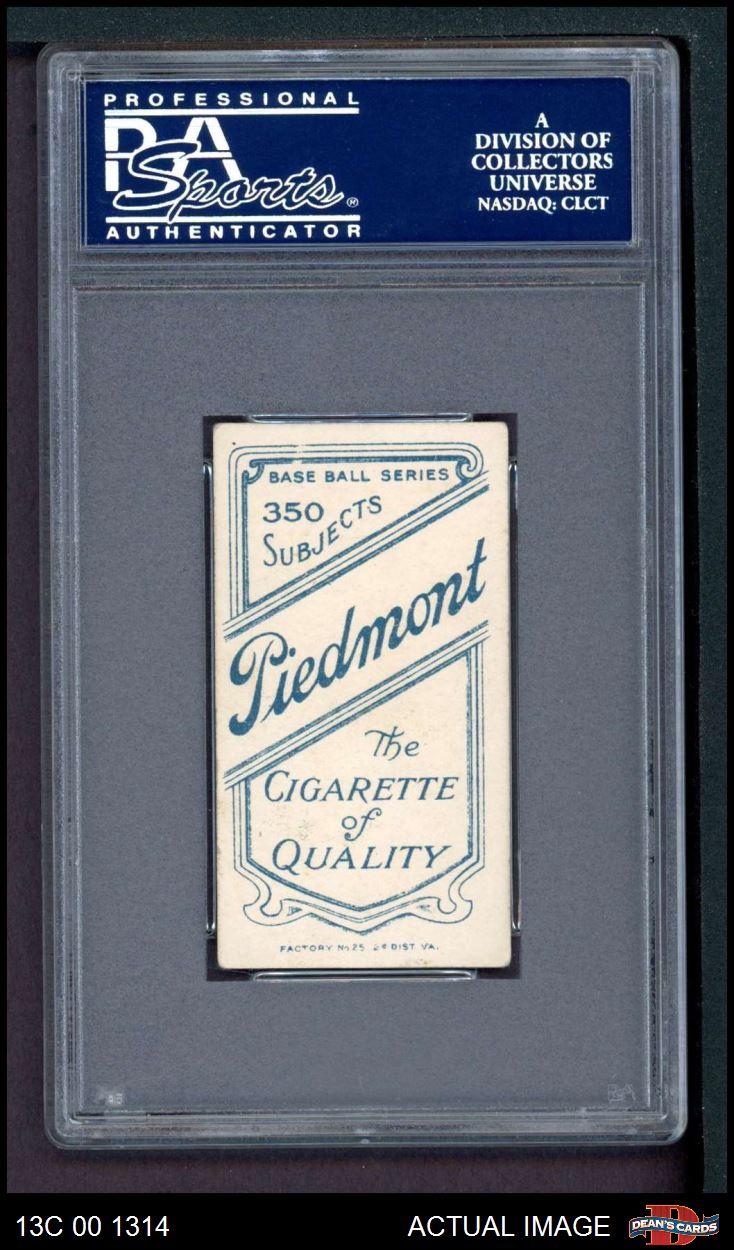 PROFESSIONAL
PSA
Sports®
AUTHENTICATOR
A
DIVISION OF
COLLECTORS
UNIVERSE
NASDAQ: CLCT
BASE BALL SERIES
350
SUBJECTS
Piedmont
The
CIGARETTE
of
QUALITY
FACTORY No 25 2d DIST. VA.
13C 00 1314
ACTUAL IMAGE
DEAN'S CARDS